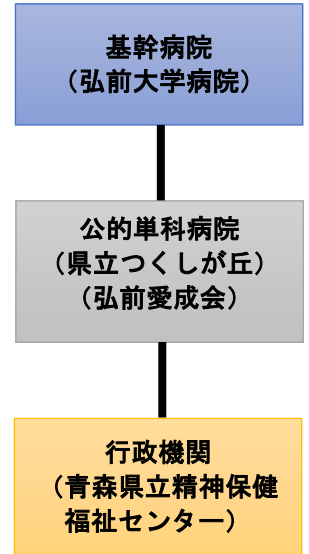 基幹病院
（弘前大学病院）
公的単科病院
（県立つくしが丘）
（弘前愛成会）
行政機関
（青森県立精神保健
福祉センター）